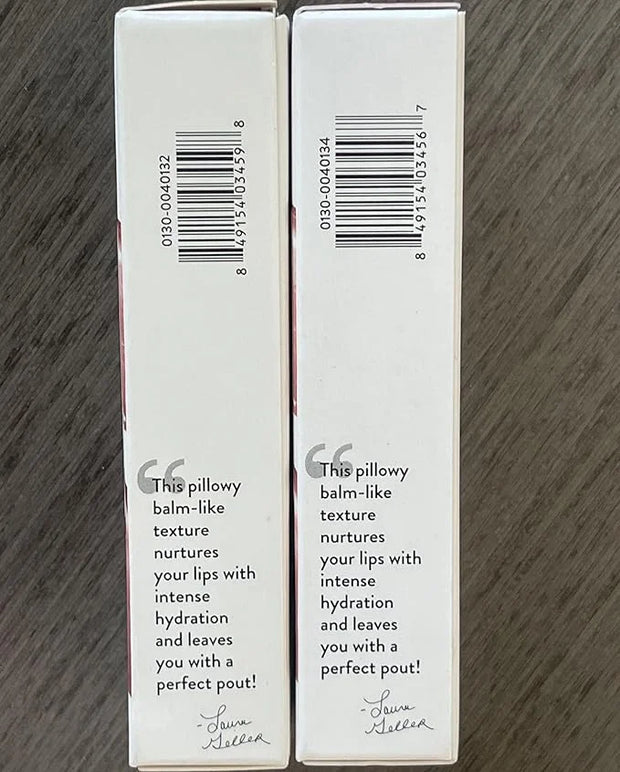 0130-0040132
8 49154 03459 8
“
This pillowy
balm-like
texture
nurtures
your lips with
intense
hydration
and leaves
you with a
perfect pout!
-Laura
Geller
0130-0040134
8 49154 03456 7
“
This pillowy
balm-like
texture
nurtures
your lips with
intense
hydration
and leaves
you with a
perfect pout!
-Laura
Geller